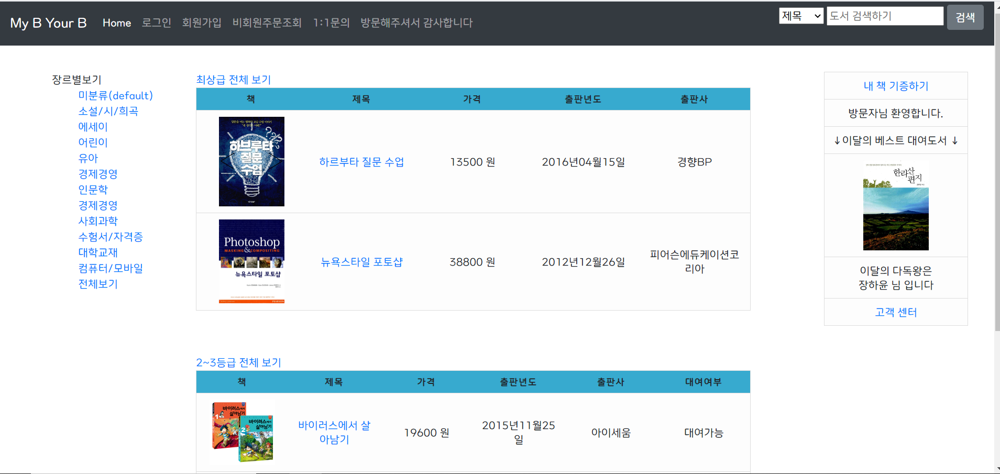 My B Your B Home 로그인 회원가입 비회원주문조회 1:1문의 방문해주셔서 감사합니다 제목 도서 검색하기 검색
장르별보기
미분류(default)
소설/시/희곡
에세이
어린이
유아
경제경영
인문학
경제경영
사회과학
수험서/자격증
대학교재
컴퓨터/모바일
전체보기
최상급 전체 보기
책 제목 가격 출판년도 출판사
하브루타
질문
수업
하르부타 질문 수업 13500 원 2016년04월15일 경향BP
Photoshop
MASKING & COMPOSITING
뉴욕스타일 포토샵
PEARSON
뉴욕스타일 포토샵 38800 원 2012년12월26일 피어슨에듀케이션코
리아
2~3등급 전체 보기
책 제목 가격 출판년도 출판사 대여여부
바이러스에서
살아남기
1
바이러스에서
살아남기
2
바이러스에서 살
아남기
19600 원
2015년11월25
일
아이세움
대여가능
내 책 기증하기
방문자님 환영합니다.
↓이달의 베스트 대여도서 ↓
한라산
편지
이달의 다독왕은
장하윤 님 입니다
고객 센터